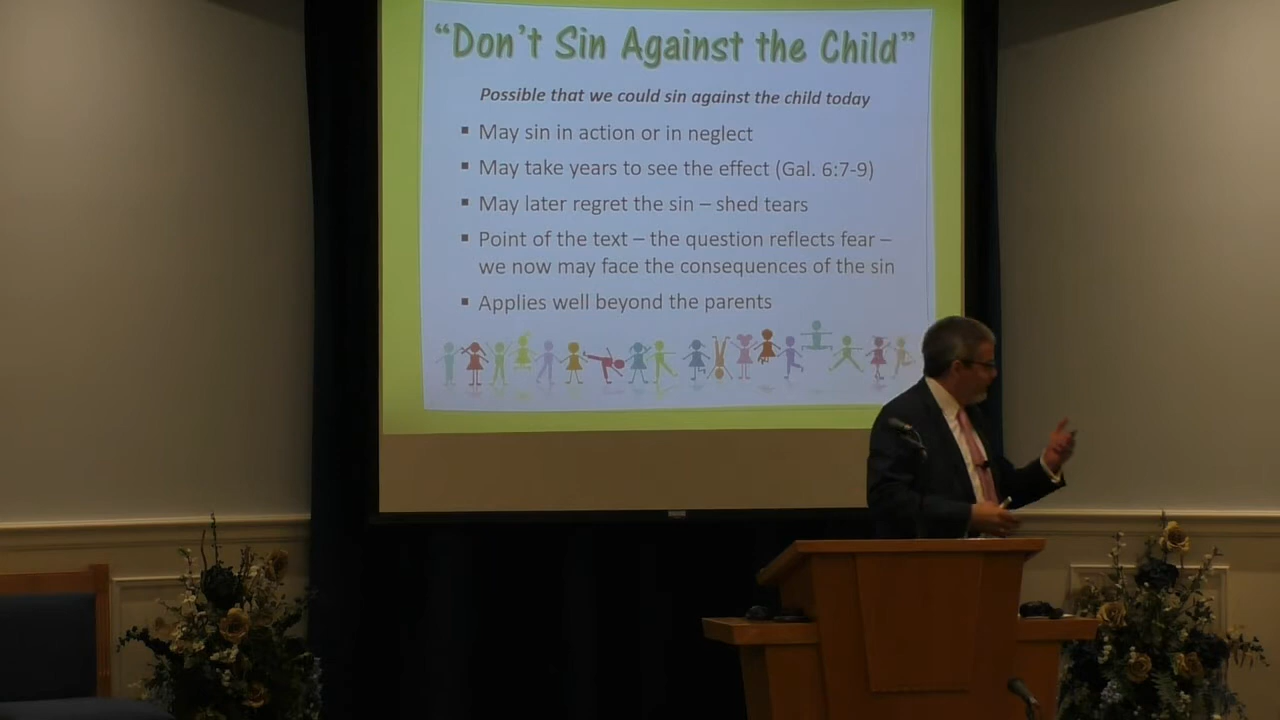 “Don’t Sin Against the Child”
Possible that we could sin against the child today
▪ May sin in action or in neglect
▪ May take years to see the effect (Gal. 6:7-9)
▪ May later regret the sin – shed tears
▪ Point of the text – the question reflects fear –
we now may face the consequences of the sin
▪ Applies well beyond the parents